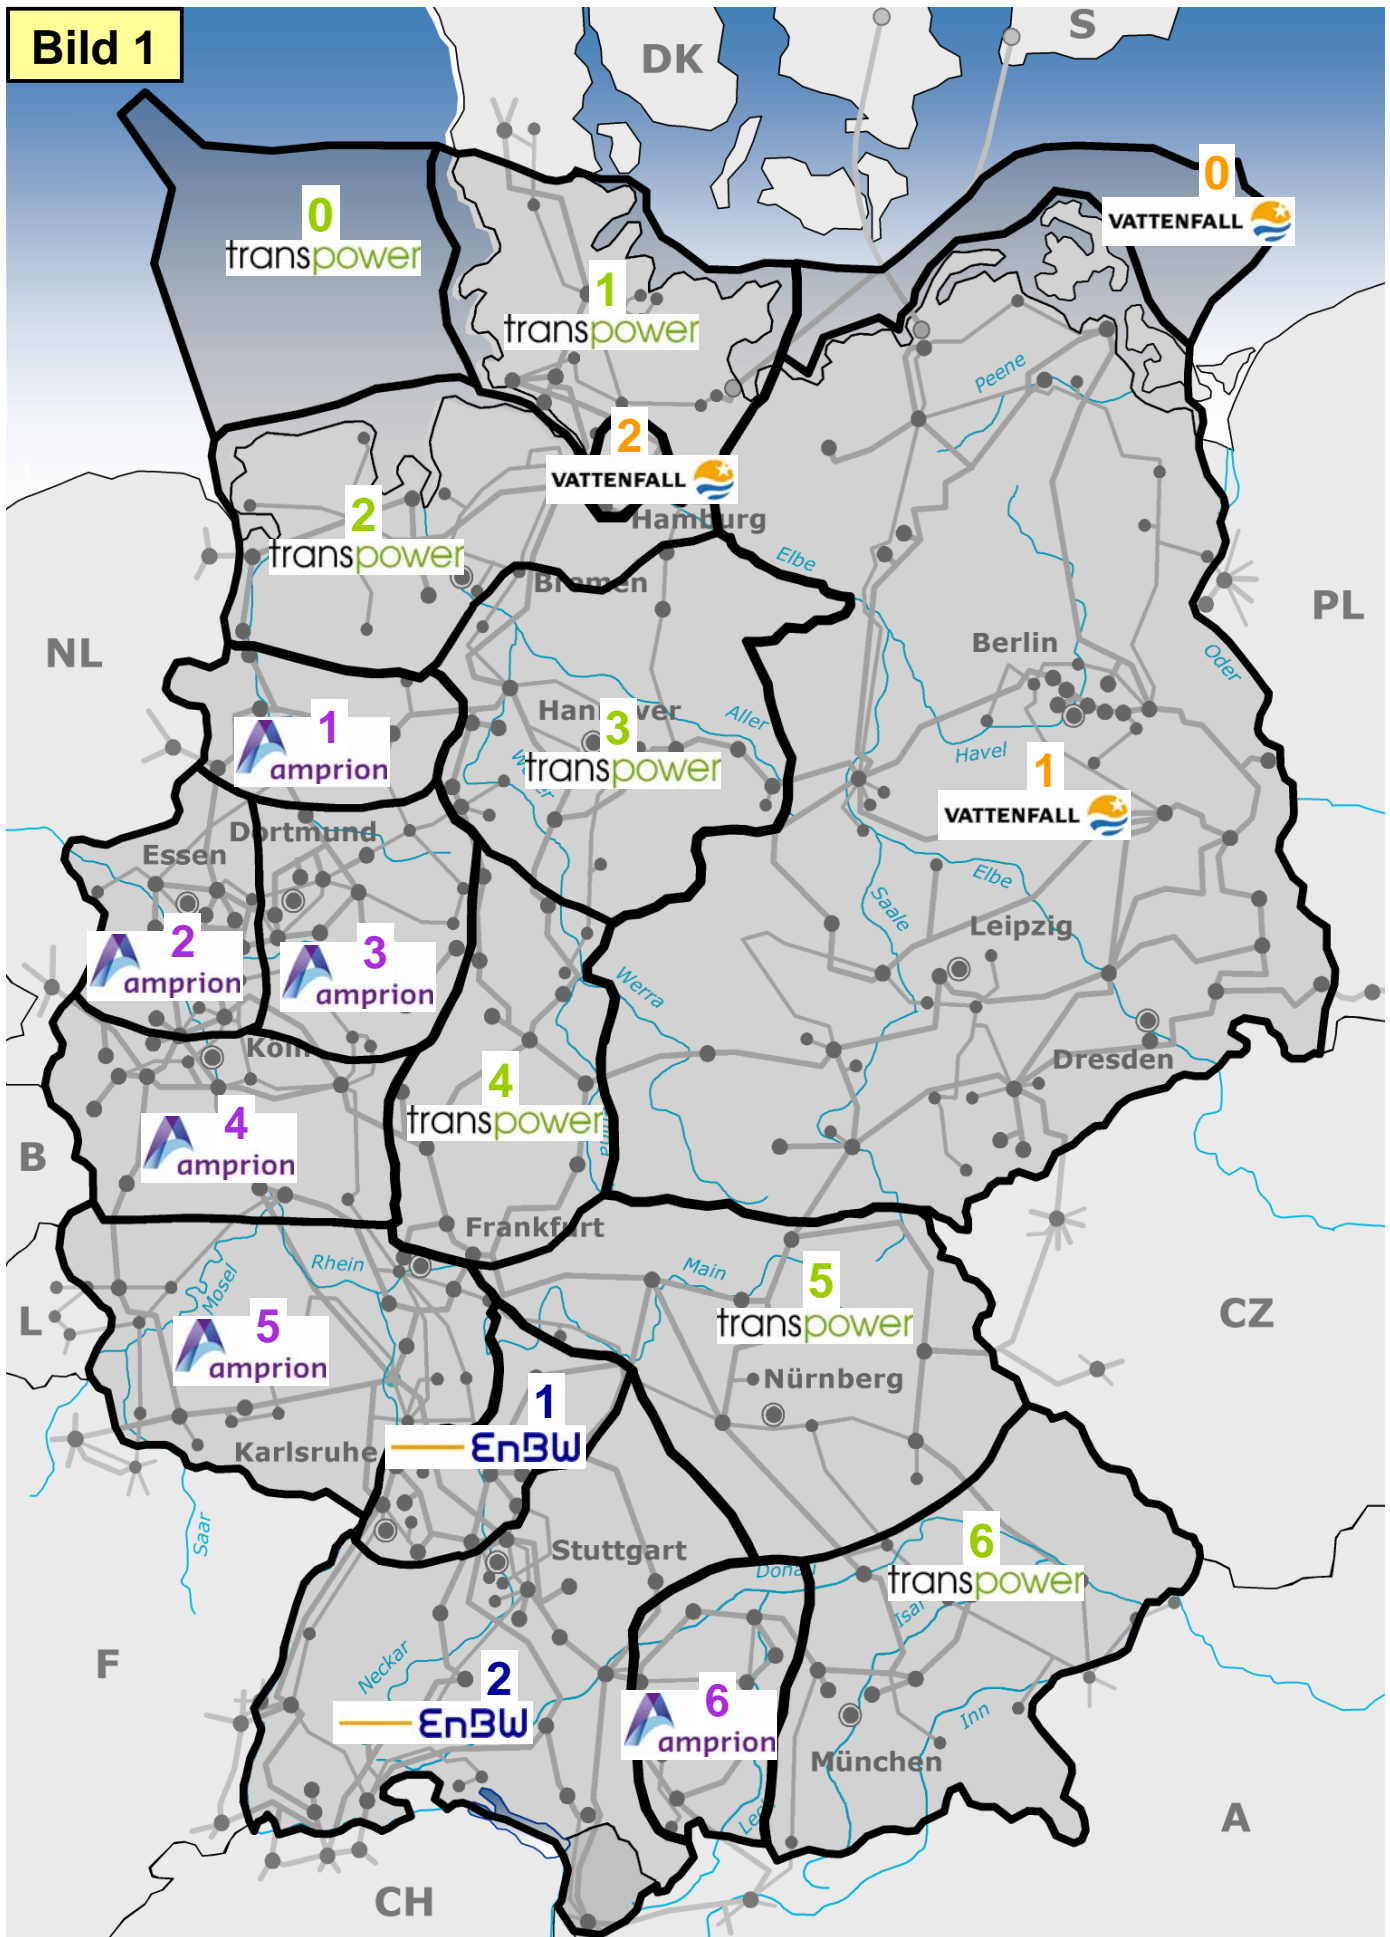 Bild 1
DK
S
0
transpower
0
VATTENFALL
1
transpower
Peene
2
VATTENFALL
Hamburg
2
transpower
Elbe
Bremen
NL
PL
Berlin
Oder
1
amprion
Hannover
3
transpower
Aller
Weser
Havel
1
VATTENFALL
Dortmund
Essen
Elbe
Saale
Leipzig
2
amprion
3
amprion
Werra
Köln
Dresden
4
transpower
4
amprion
B
Frankfurt
Rhein
Mosel
Main
5
transpower
L
CZ
5
amprion
Nürnberg
1
EnBW
Karlsruhe
Saar
Stuttgart
Donau
6
transpower
Isar
F
Neckar
2
EnBW
6
amprion
Inn
München
Lech
A
CH